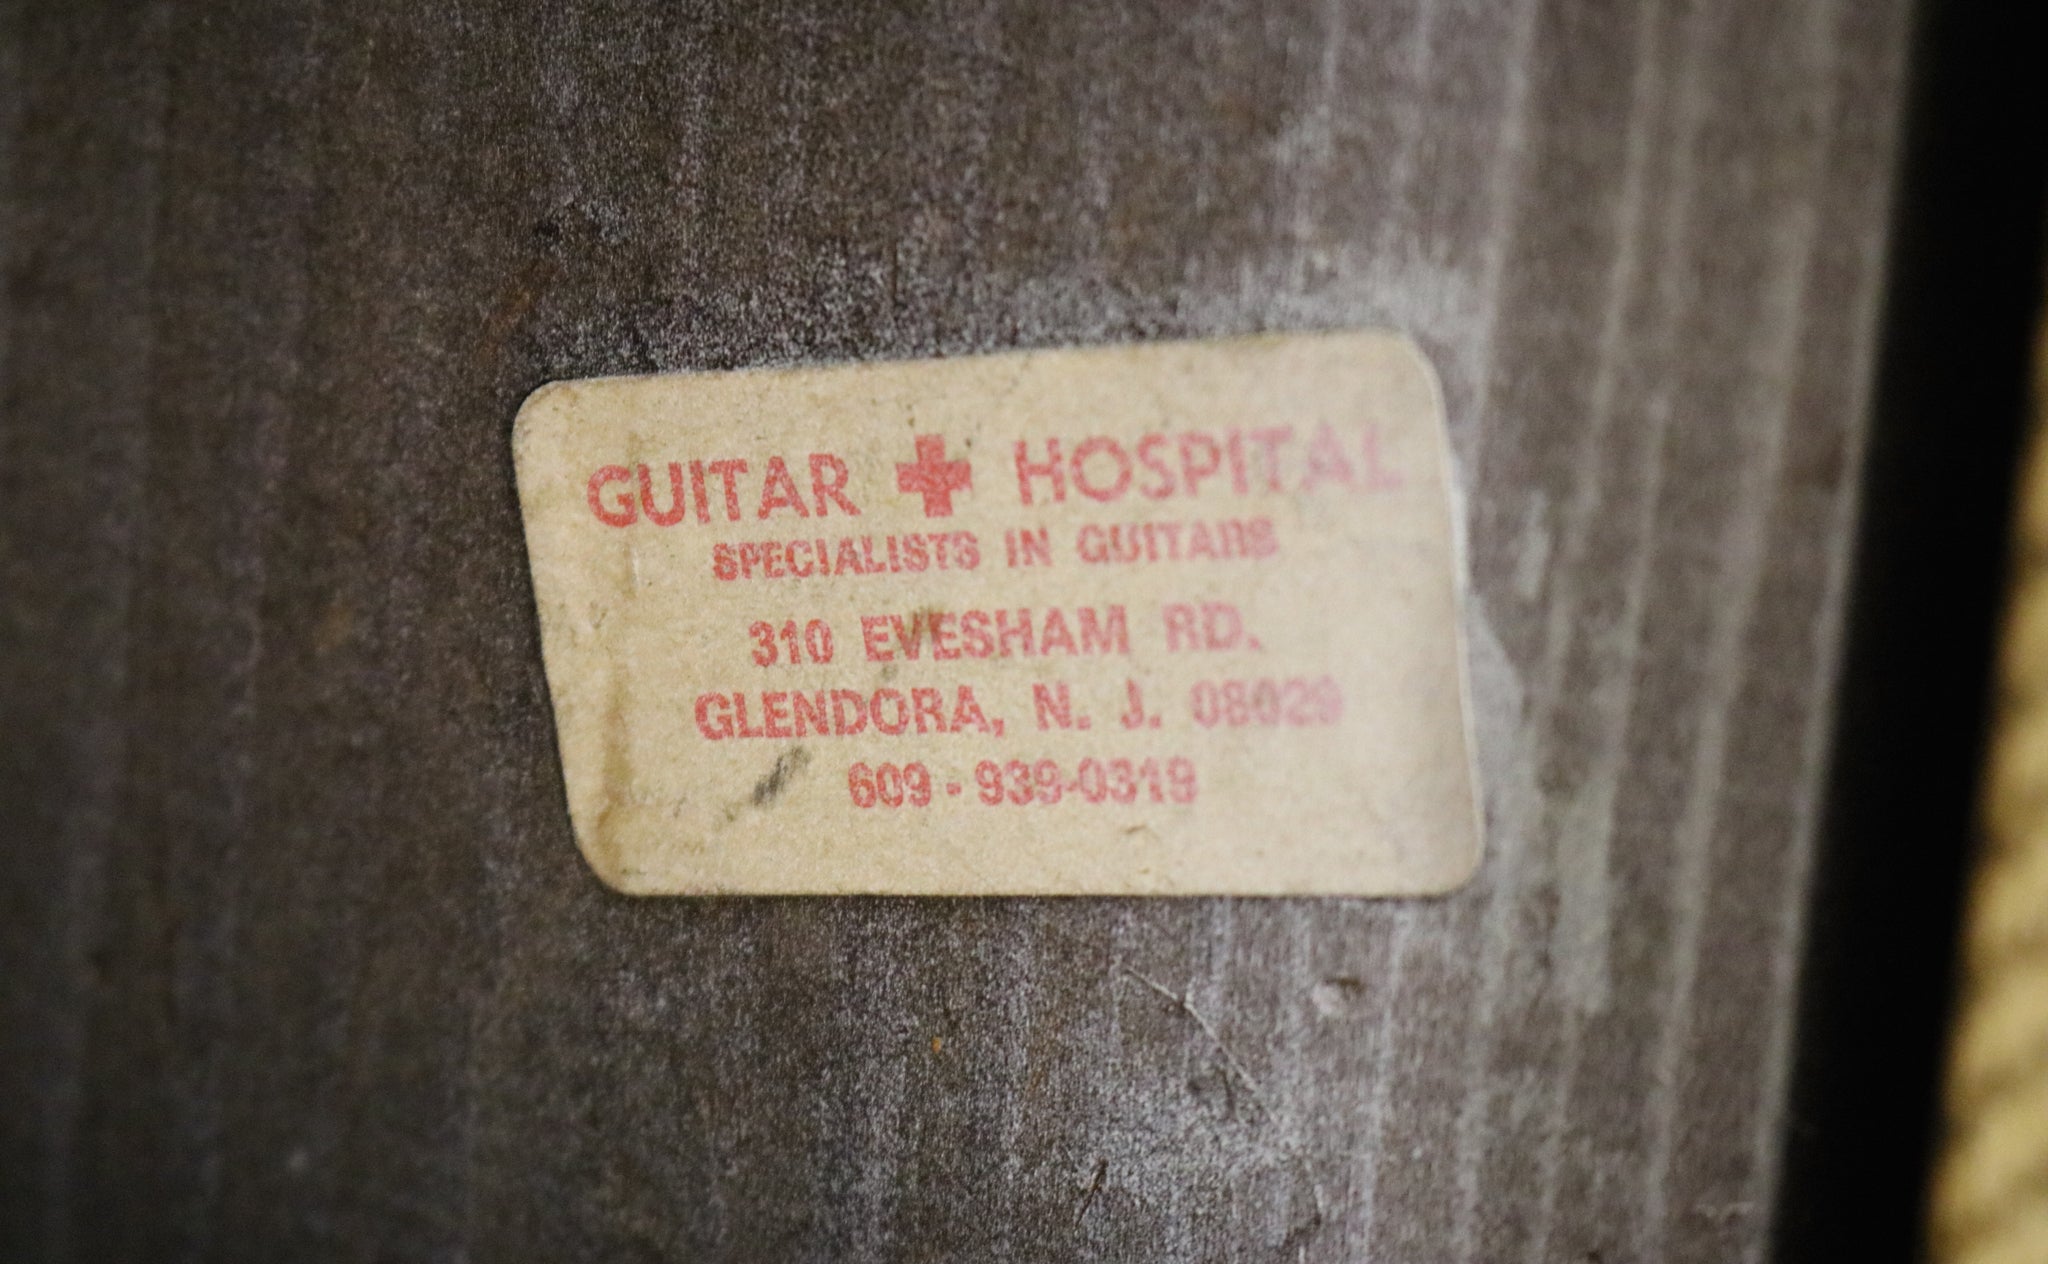 GUITAR HOSPITAL
SPECIALISTS IN GUITARS
310 EVESHAM RD.
GLENDORA, N. J. 08029
609 - 939-0319